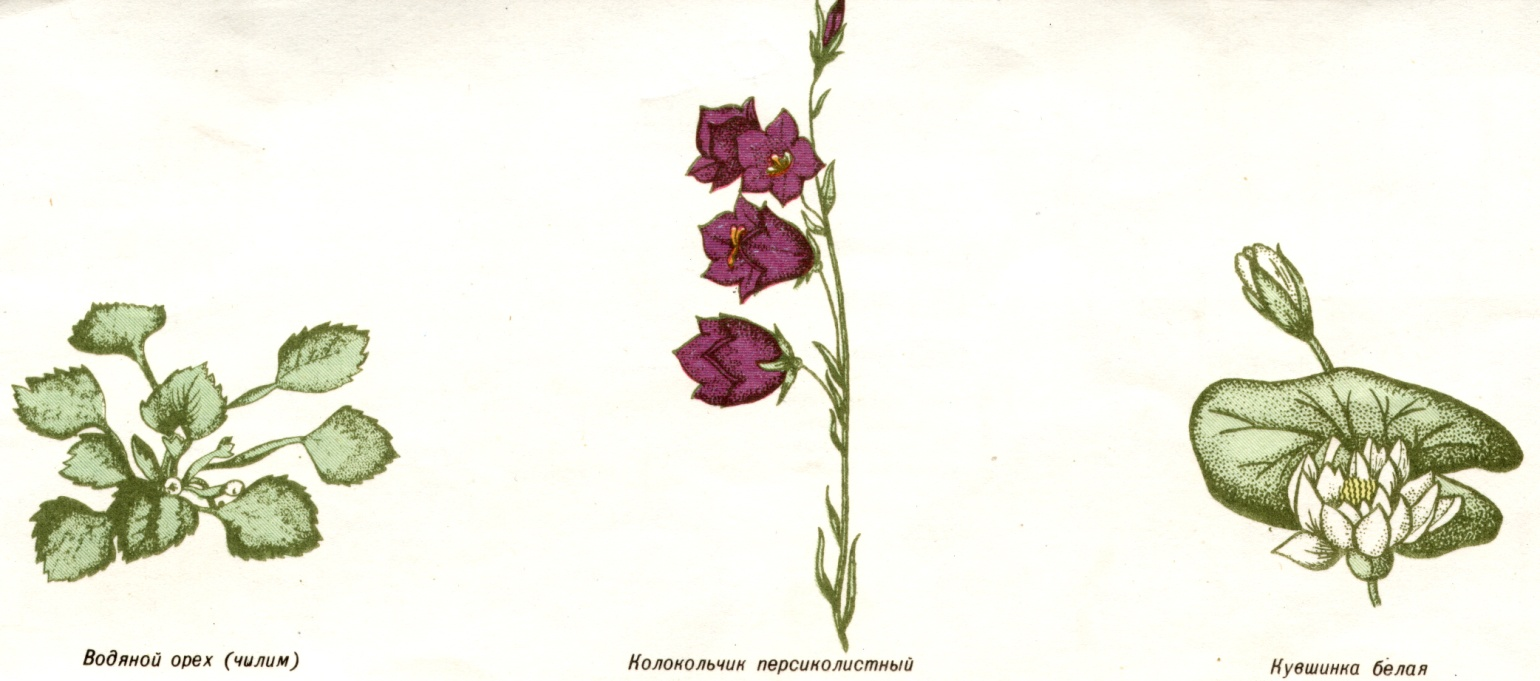 Водяной орех (чилим)
Колокольчик персиколистный
Кувшинка белая